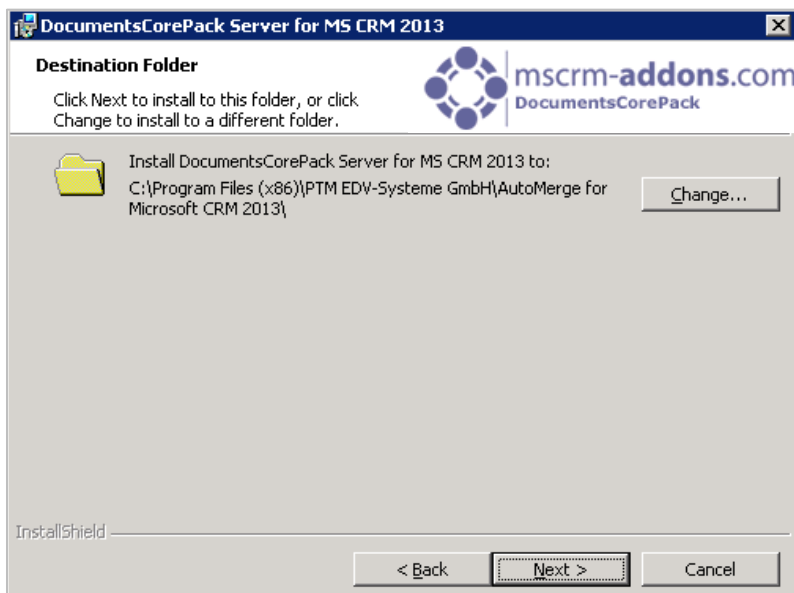 DocumentsCorePack Server for MS CRM 2013
Destination Folder
Click Next to install to this folder, or click
Change to install to a different folder.
mscrm-addons.com
DocumentsCorePack
Install DocumentsCorePack Server for MS CRM 2013 to:
C:\Program Files (x86)\PTM EDV-Systeme GmbH\AutoMerge for
Microsoft CRM 2013\
Change...
InstallShield
< Back
Next >
Cancel